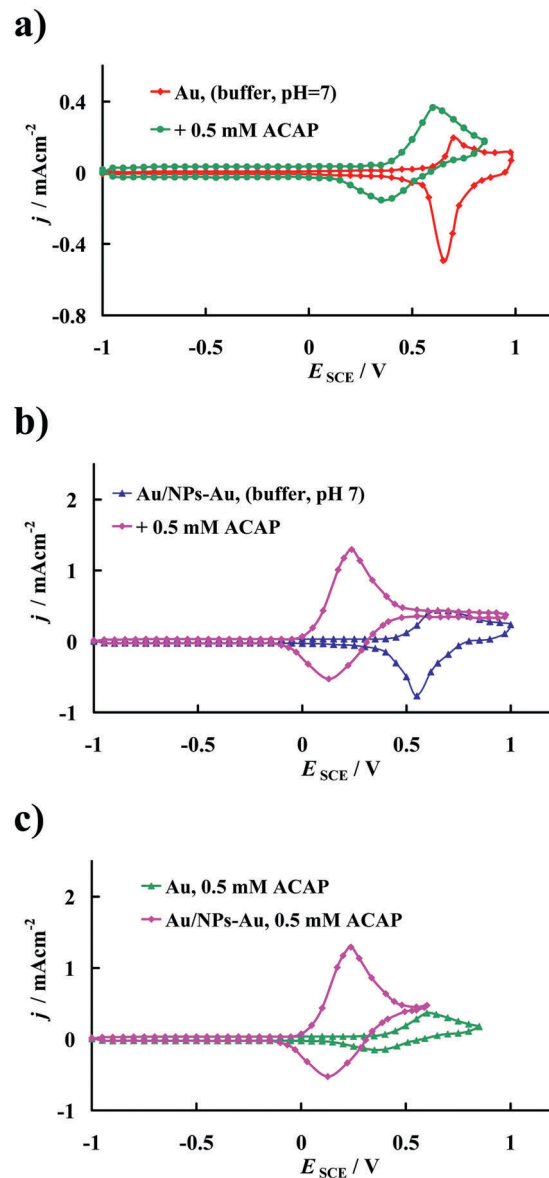 a)
Au, (buffer, pH=7)
+ 0.5 mM ACAP
0.4
0
-0.4
-0.8
j / mAcm-2
-1 -0.5 0 0.5 1
E SCE / V
b)
Au/NPs-Au, (buffer, pH 7)
+ 0.5 mM ACAP
2
1
0
-1
j / mAcm-2
-1 -0.5 0 0.5 1
E SCE / V
c)
Au, 0.5 mM ACAP
Au/NPs-Au, 0.5 mM ACAP
2
1
0
-1
j / mAcm-2
-1 -0.5 0 0.5 1
E SCE / V